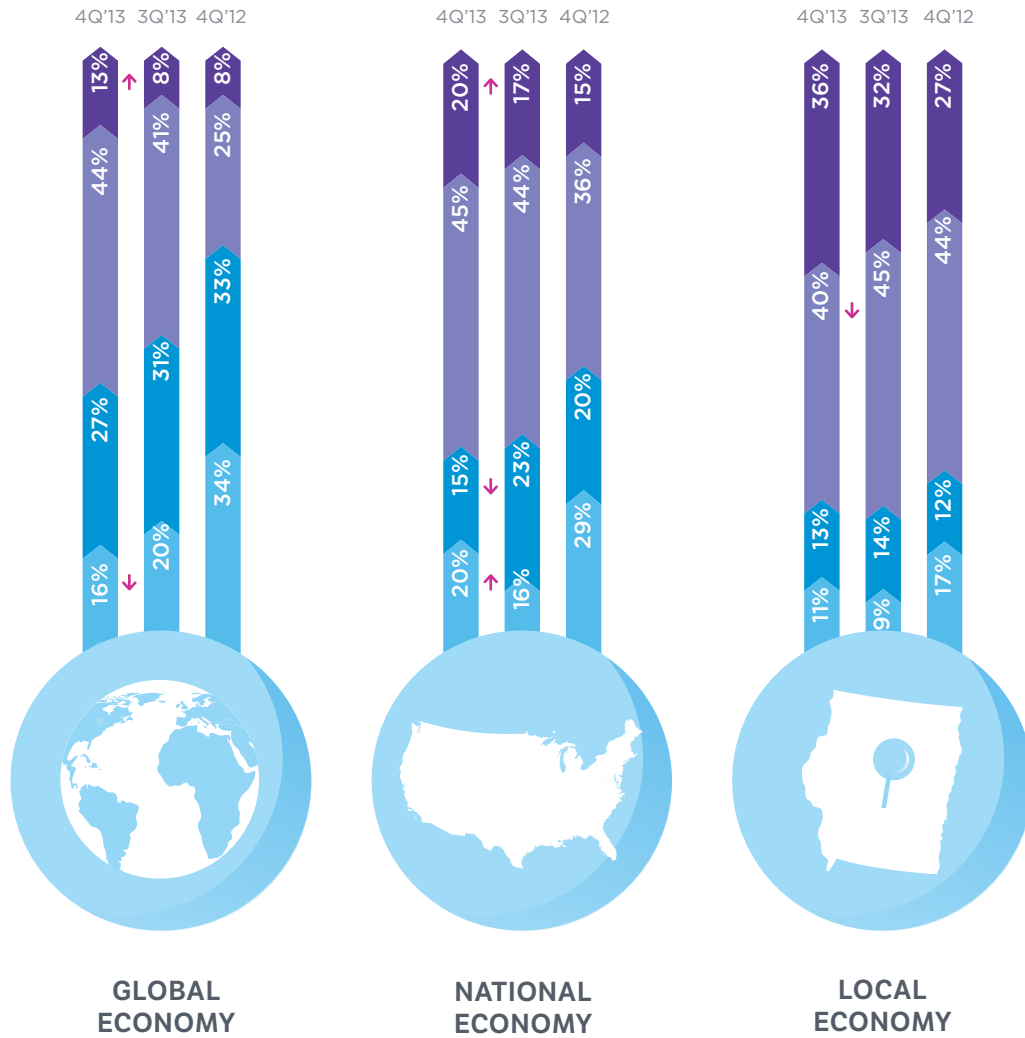 4Q'13 3Q'13 4Q'12
13% 8% 8%
44% 41% 25%
27% 31% 33%
16% 20% 34%
GLOBAL
ECONOMY
4Q'13 3Q'13 4Q'12
20% 17% 15%
45% 44% 36%
15% 23% 20%
20% 16% 29%
NATIONAL
ECONOMY
4Q'13 3Q'13 4Q'12
36% 32% 27%
40% 45% 44%
13% 14% 12%
11% 9% 17%
LOCAL
ECONOMY